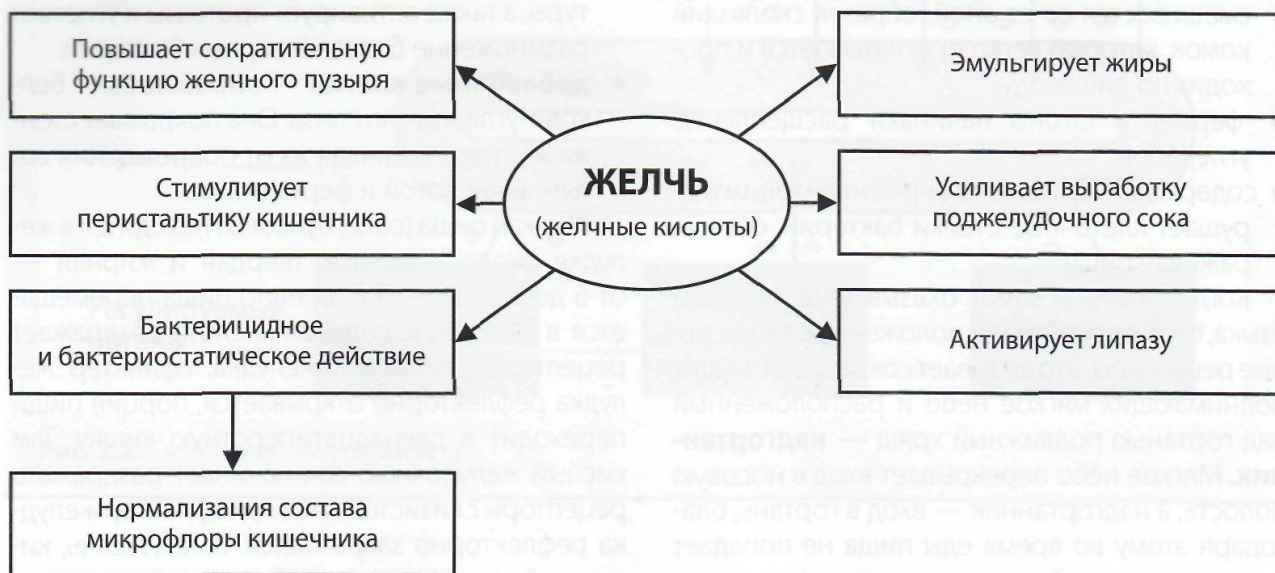 Повышает сократительную
функцию желчного пузыря
Стимулирует
перистальтику кишечника
Бактерицидное
и бактериостатическое действие
Нормализация состава
микрофлоры кишечника
ЖЕЛЧЬ
(желчные кислоты)
Эмульгирует жиры
Усиливает выработку
поджелудочного сока
Активирует липазу